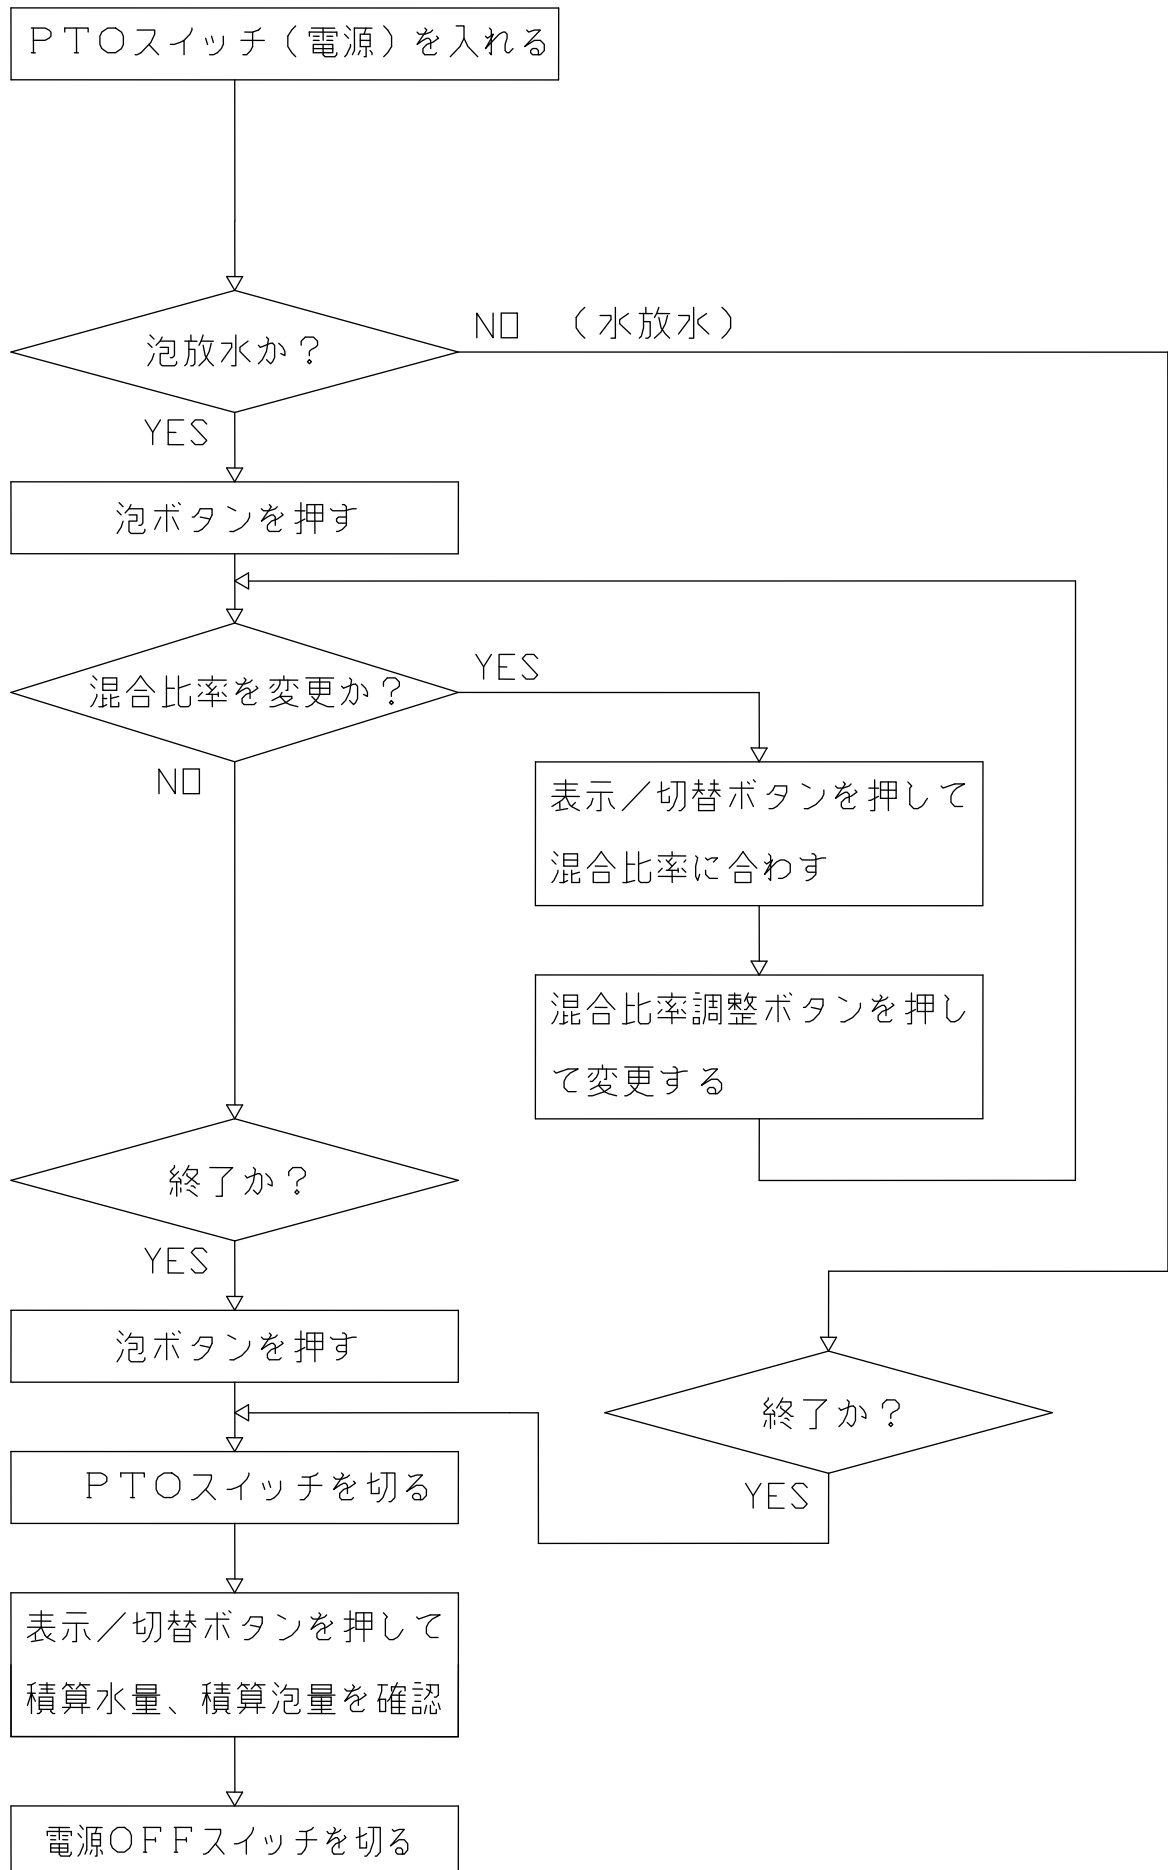 PTOスイッチ（電源）を入れる
泡放水か？
NO （水放水）
YES
泡ボタンを押す
混合比率を変更か？
YES
NO
表示／切替ボタンを押して
混合比率に合わす
混合比率調整ボタンを押し
て変更する
終了か？
YES
泡ボタンを押す
終了か？
YES
PTOスイッチを切る
表示／切替ボタンを押して
積算水量、積算泡量を確認
電源OFFスイッチを切る